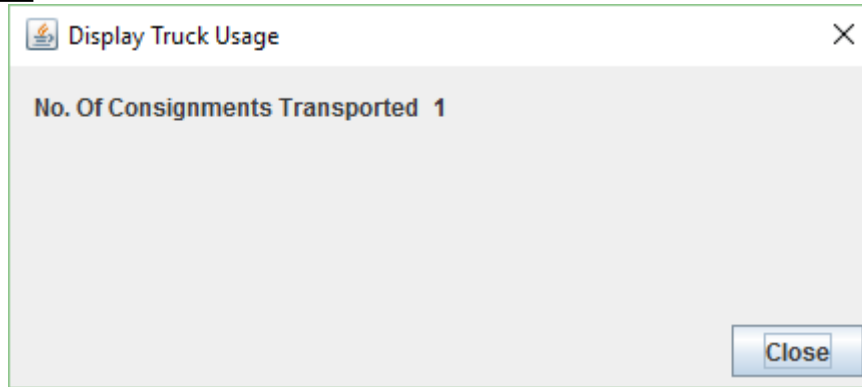 Display Truck Usage
No. Of Consignments Transported 1
Close